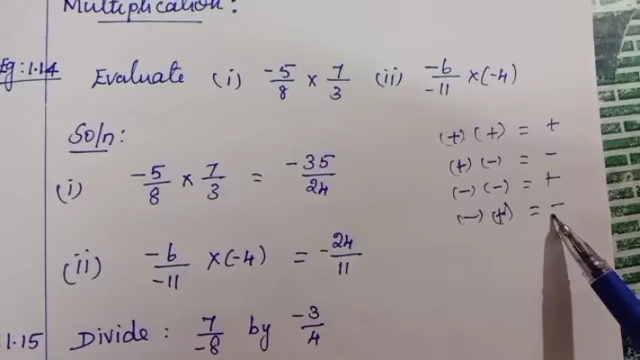 Multiplication:
Eg:1.14 Evaluate (i) -5/8 × 7/3 (ii) -6/-11 × (-4)
Soln:
(+) (+) = +
(i) -5/8 × 7/3 = -35/24
(+) (-) = -
(-) (-) = +
(-) (+) = -
(ii) -6/-11 × (-4) = -24/11
1.15 Divide: 7/-8 by -3/4